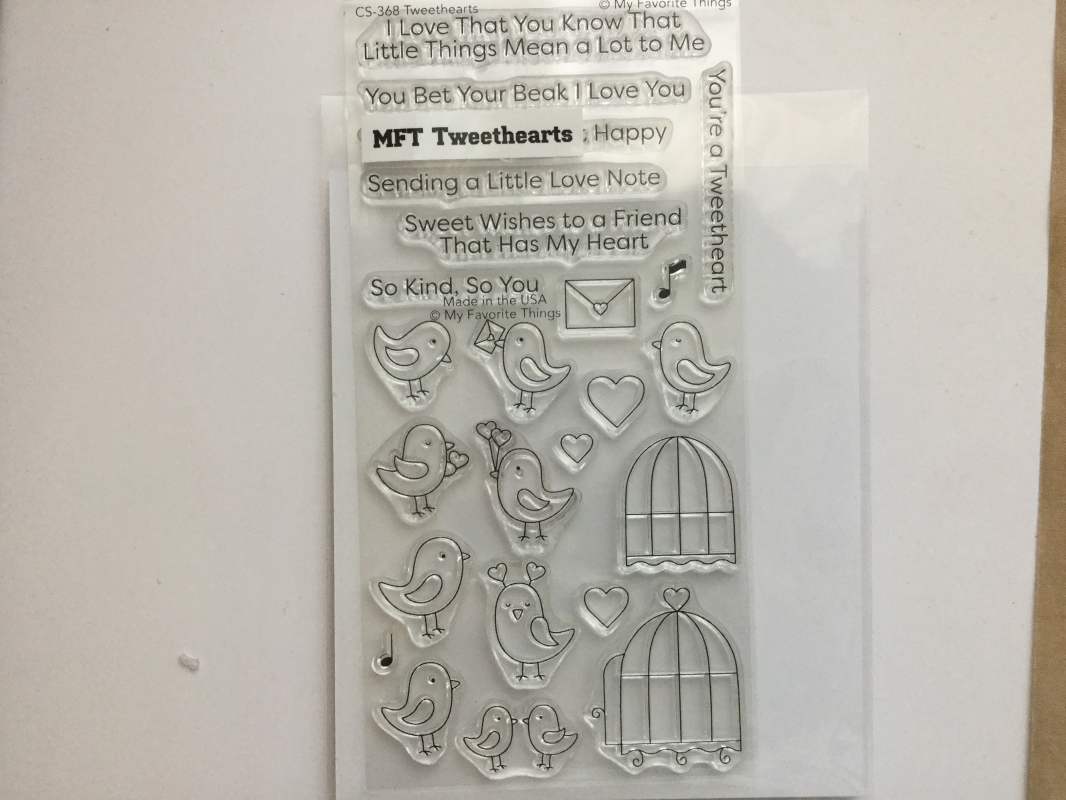 CS-368 Tweethearts
© My Favorite Things
I Love That You Know That
Little Things Mean a Lot to Me
You Bet Your Beak I Love You
MFT Tweethearts
Happy
You're a Tweetheart
Sending a Little Love Note
Sweet Wishes to a Friend
That Has My Heart
So Kind, So You
Made in the USA
© My Favorite Things